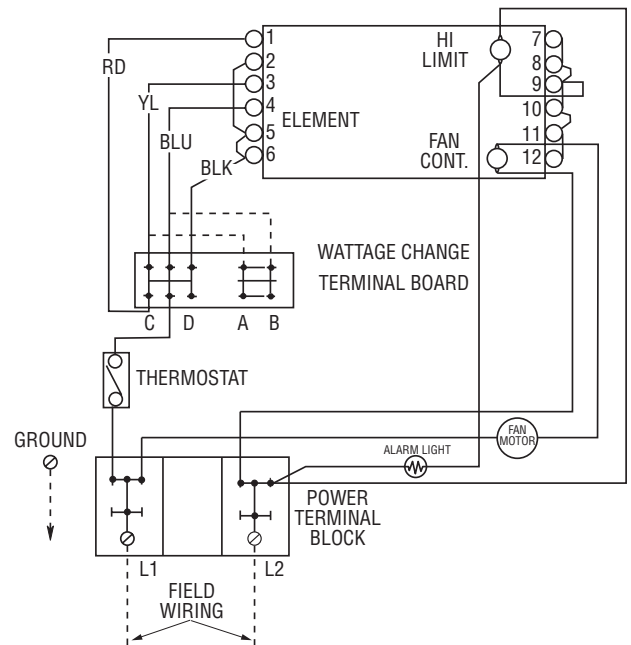 1
2
3
4
5
6
RD
YL
BLU
BLK
ELEMENT
HI
LIMIT
FAN
CONT.
7
8
9
10
11
12
WATTAGE CHANGE
TERMINAL BOARD
C
D
A
B
THERMOSTAT
GROUND
ALARM LIGHT
FAN
MOTOR
POWER
TERMINAL
BLOCK
L1
L2
FIELD
WIRING